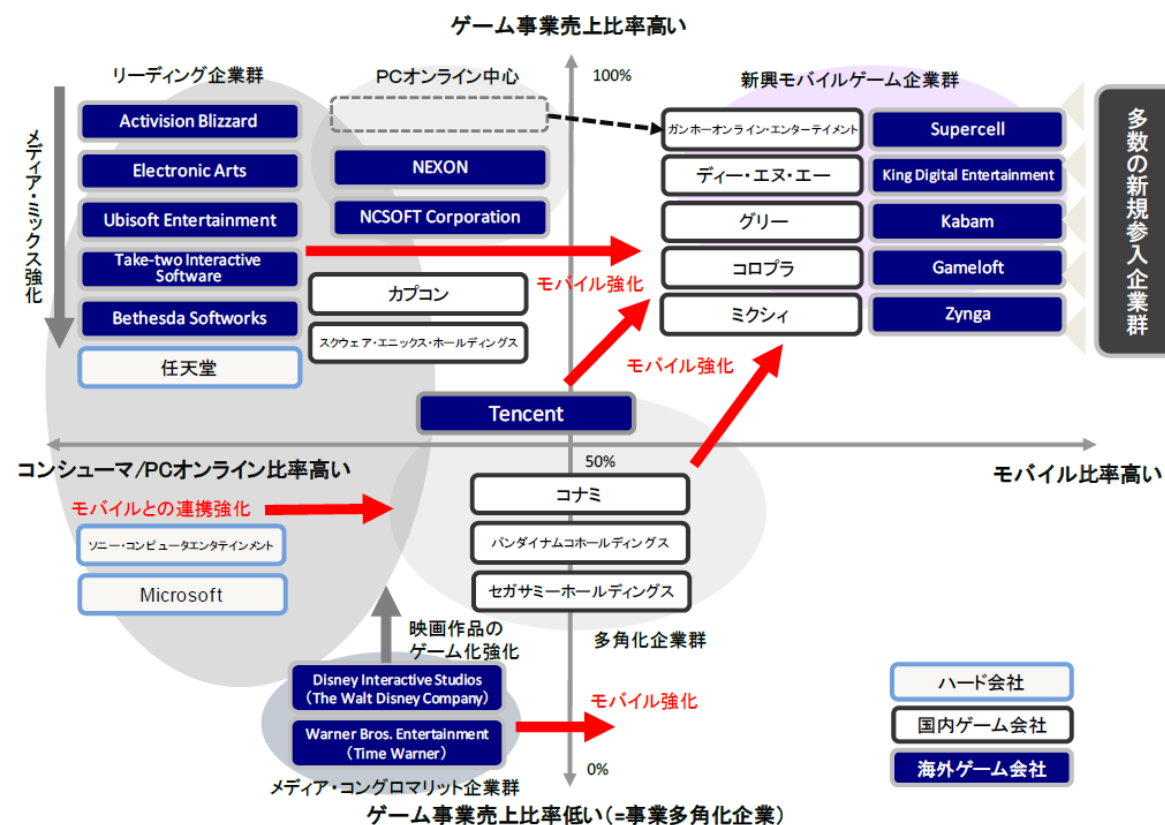 ゲーム事業売上比率高い
リーディング企業群
PCオンライン中心
100%
新興モバイルゲーム企業群
メディア・ミックス強化
Activision Blizzard
Electronic Arts
Ubisoft Entertainment
Take-two Interactive
Software
Bethesda Softworks
任天堂
NEXON
NCSOFT Corporation
カプコン
スクウェア・エニックス・ホールディングス
モバイル強化
ガンホーオンライン・エンターテイメント
ディー・エヌ・エー
グリー
コロプラ
ミクシィ
Supercell
King Digital Entertainment
Kabam
Gameloft
Zynga
多数の新規参入企業群
モバイル強化
Tencent
コンシューマ/PCオンライン比率高い
50%
モバイル比率高い
モバイルとの連携強化
ソニー・コンピュータエンタテインメント
Microsoft
コナミ
バンダイナムコホールディングス
セガサミーホールディングス
多角化企業群
映画作品の
ゲーム化強化
Disney Interactive Studios
(The Walt Disney Company)
Warner Bros. Entertainment
(Time Warner)
モバイル強化
メディア・コングロマリット企業群
0%
ゲーム事業売上比率低い(=事業多角化企業)
ハード会社
国内ゲーム会社
海外ゲーム会社